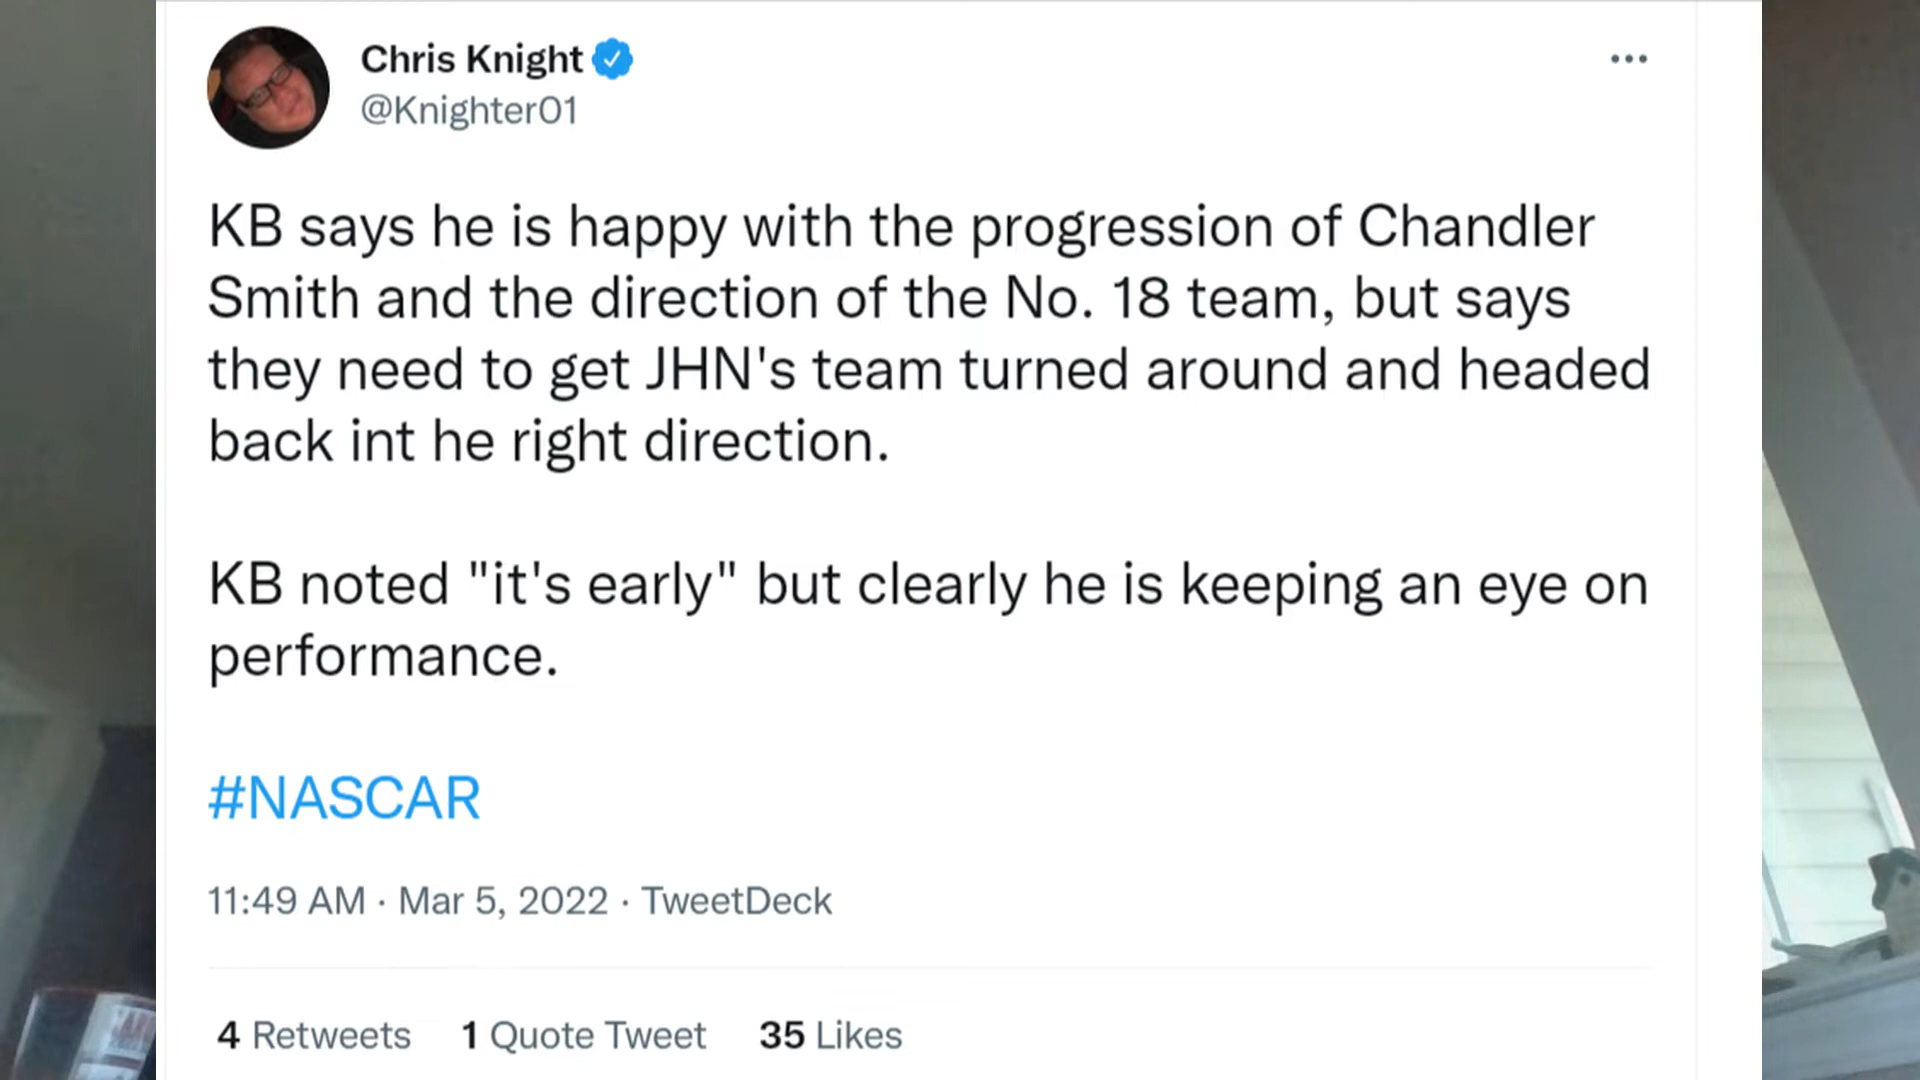 Chris Knight
@Knighter01
KB says he is happy with the progression of Chandler
Smith and the direction of the No. 18 team, but says
they need to get JHN's team turned around and headed
back int he right direction.
KB noted "it's early" but clearly he is keeping an eye on
performance.
#NASCAR
11:49 AM · Mar 5, 2022 · TweetDeck
4 Retweets 1 Quote Tweet 35 Likes